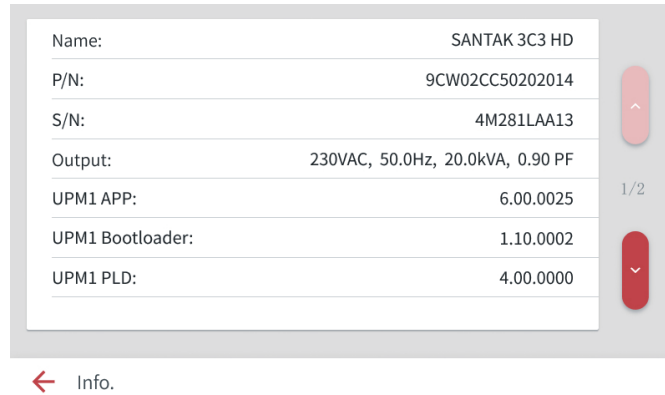 Name: SANTAK 3C3 HD
P/N: 9CW02CC50202014
S/N: 4M281LAA13
Output: 230VAC, 50.0Hz, 20.0kVA, 0.90 PF
UPM1 APP: 6.00.0025
1/2
UPM1 Bootloader: 1.10.0002
UPM1 PLD: 4.00.0000
Info.